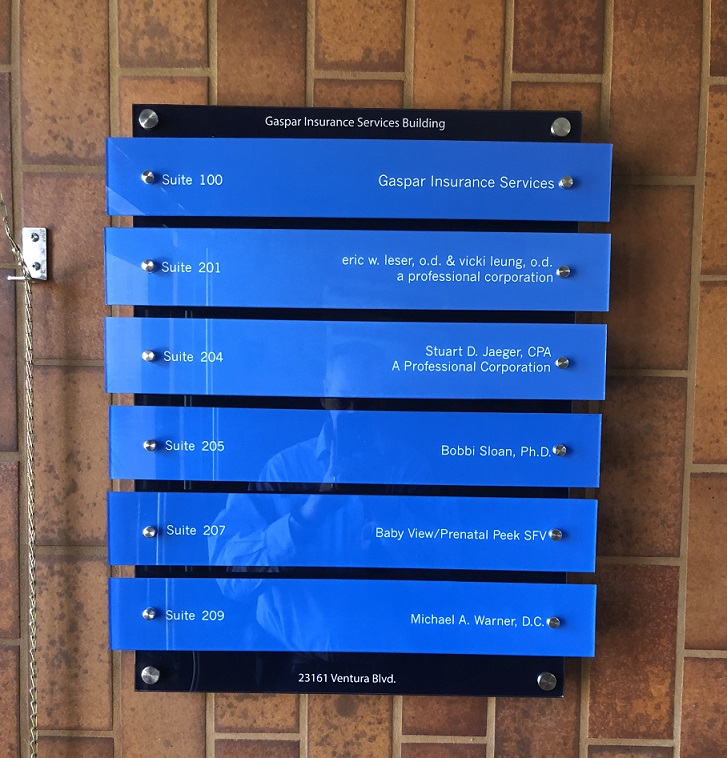 Gaspar Insurance Services Building
Suite 100 Gaspar Insurance Services
Suite 201 eric w. leser, o.d. & vicki leung, o.d.
a professional corporation
Suite 204 Stuart D. Jaeger, CPA
A Professional Corporation
Suite 205 Bobbi Sloan, Ph.D.
Suite 207 Baby View/Prenatal Peek SFV
Suite 209 Michael A. Warner, D.C.
23161 Ventura Blvd.